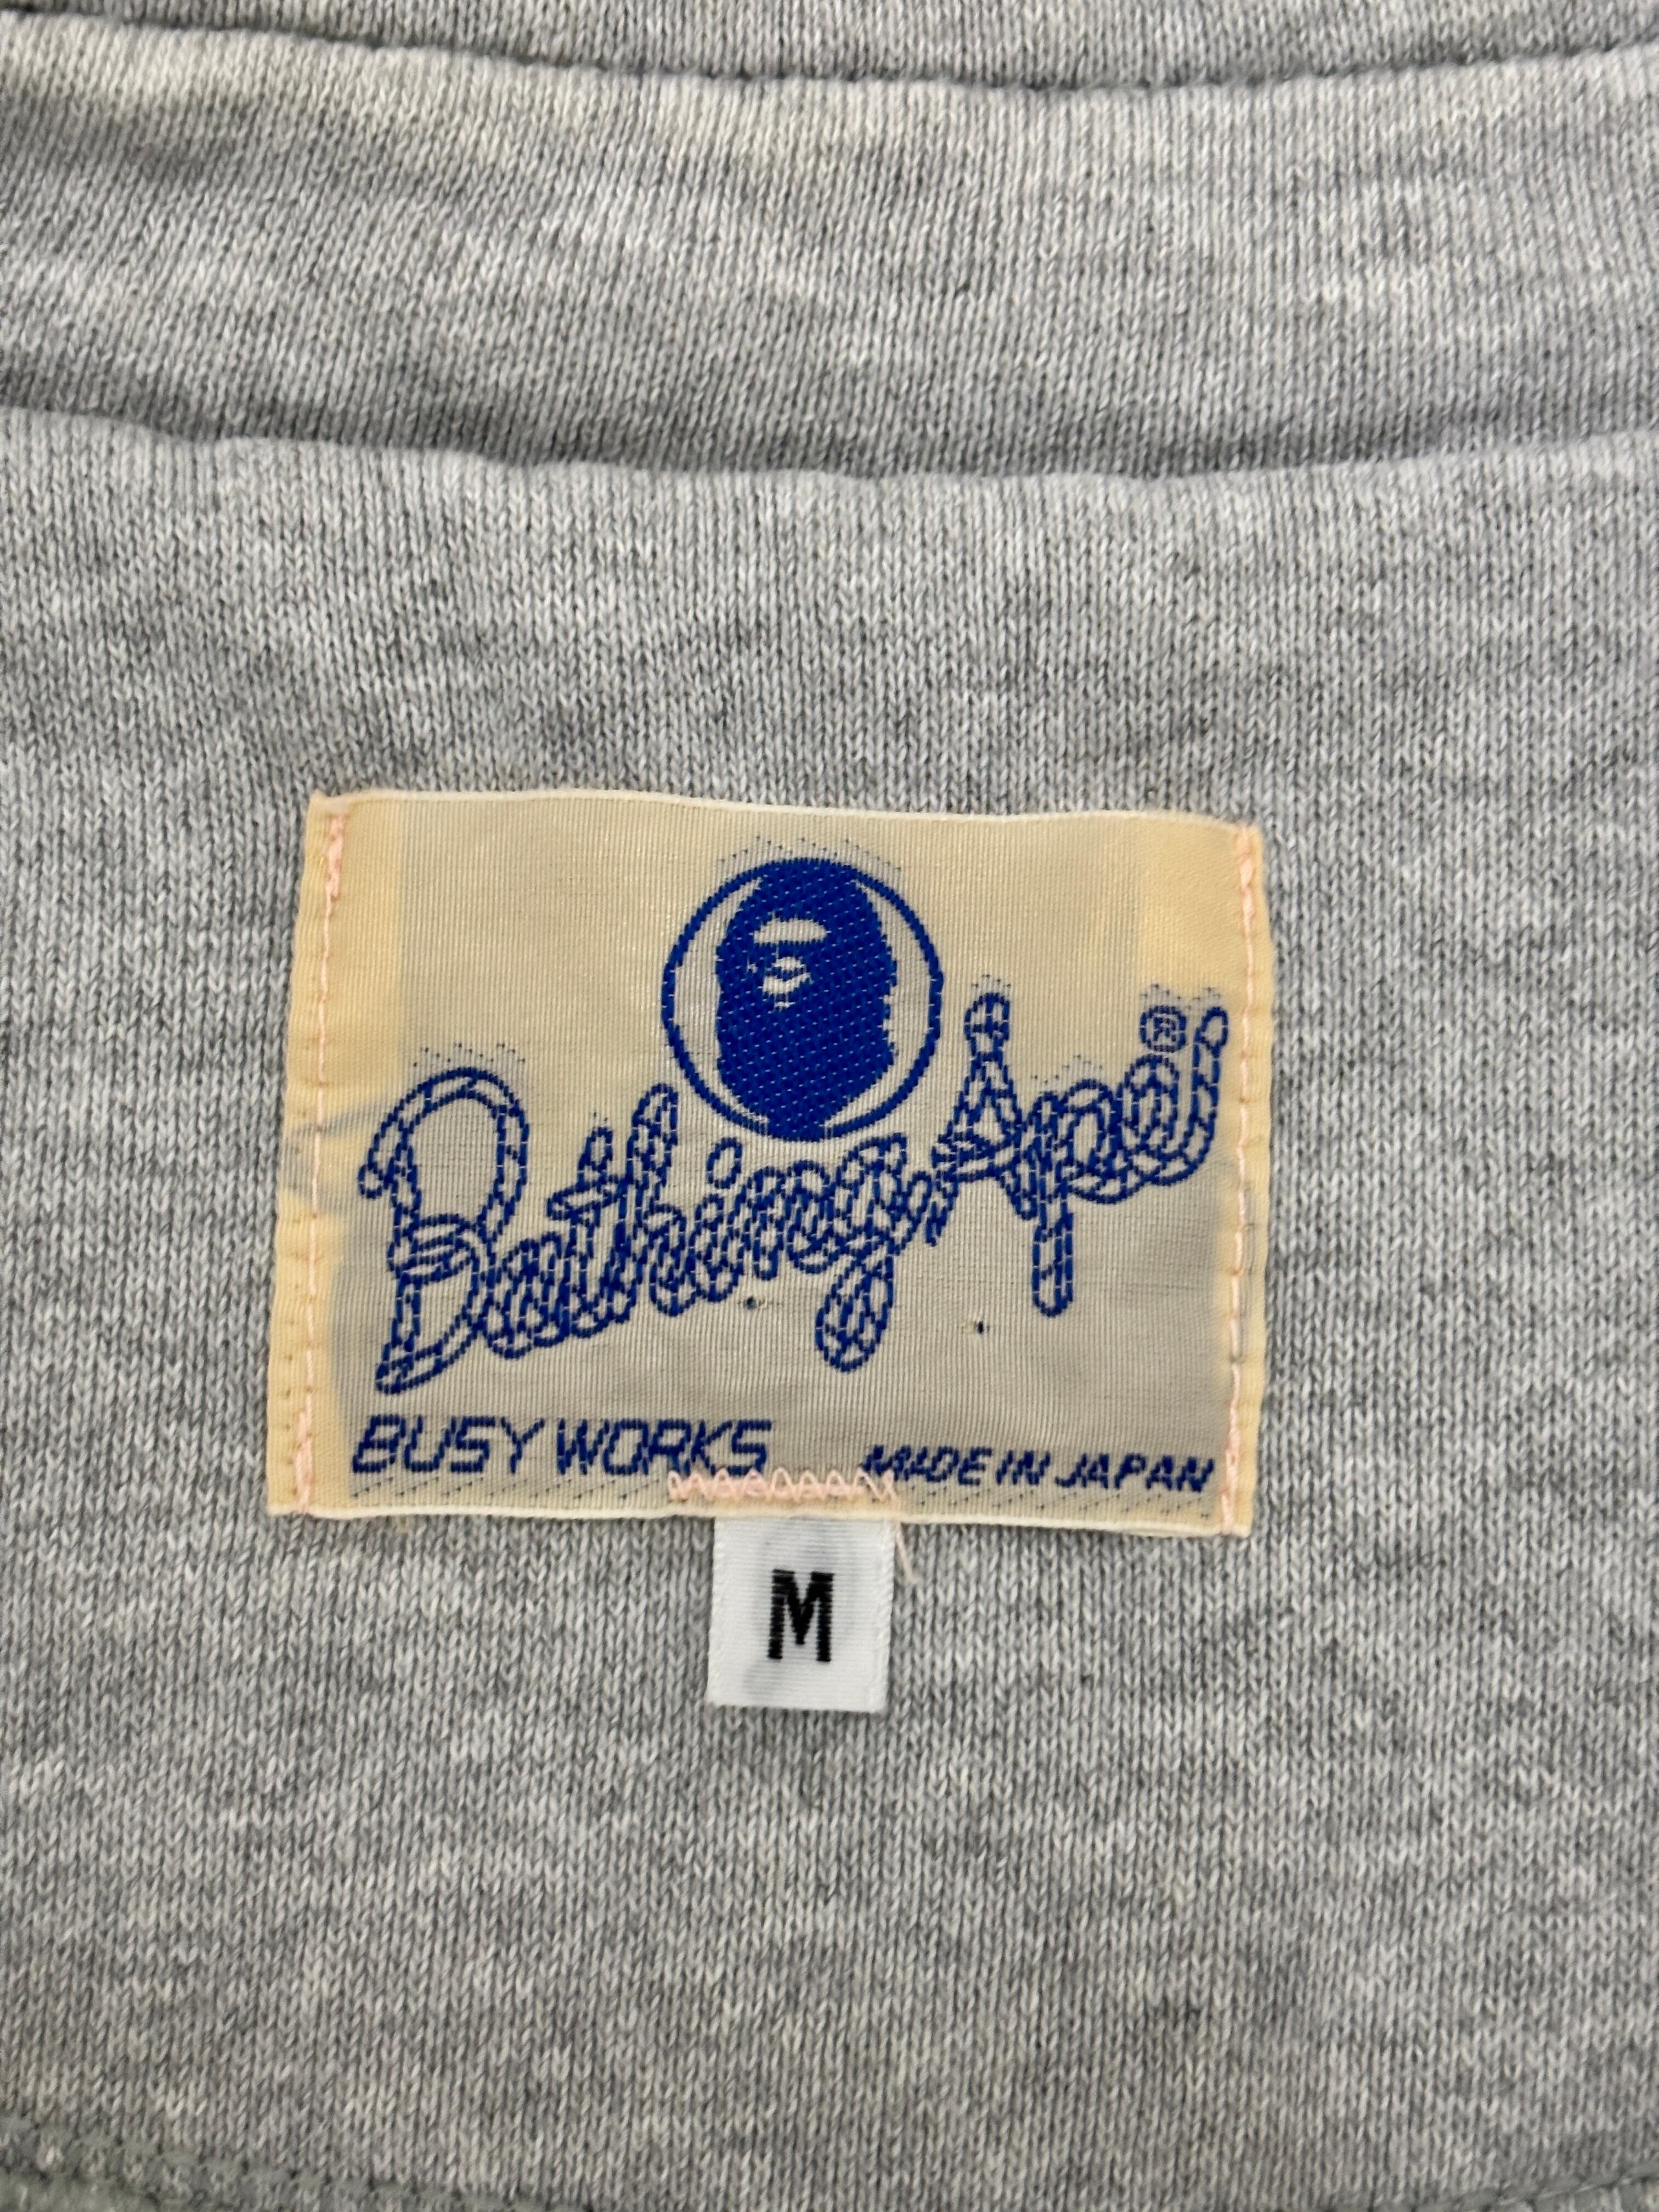 Bathing Ape ®
BUSY WORKS MADE IN JAPAN
M